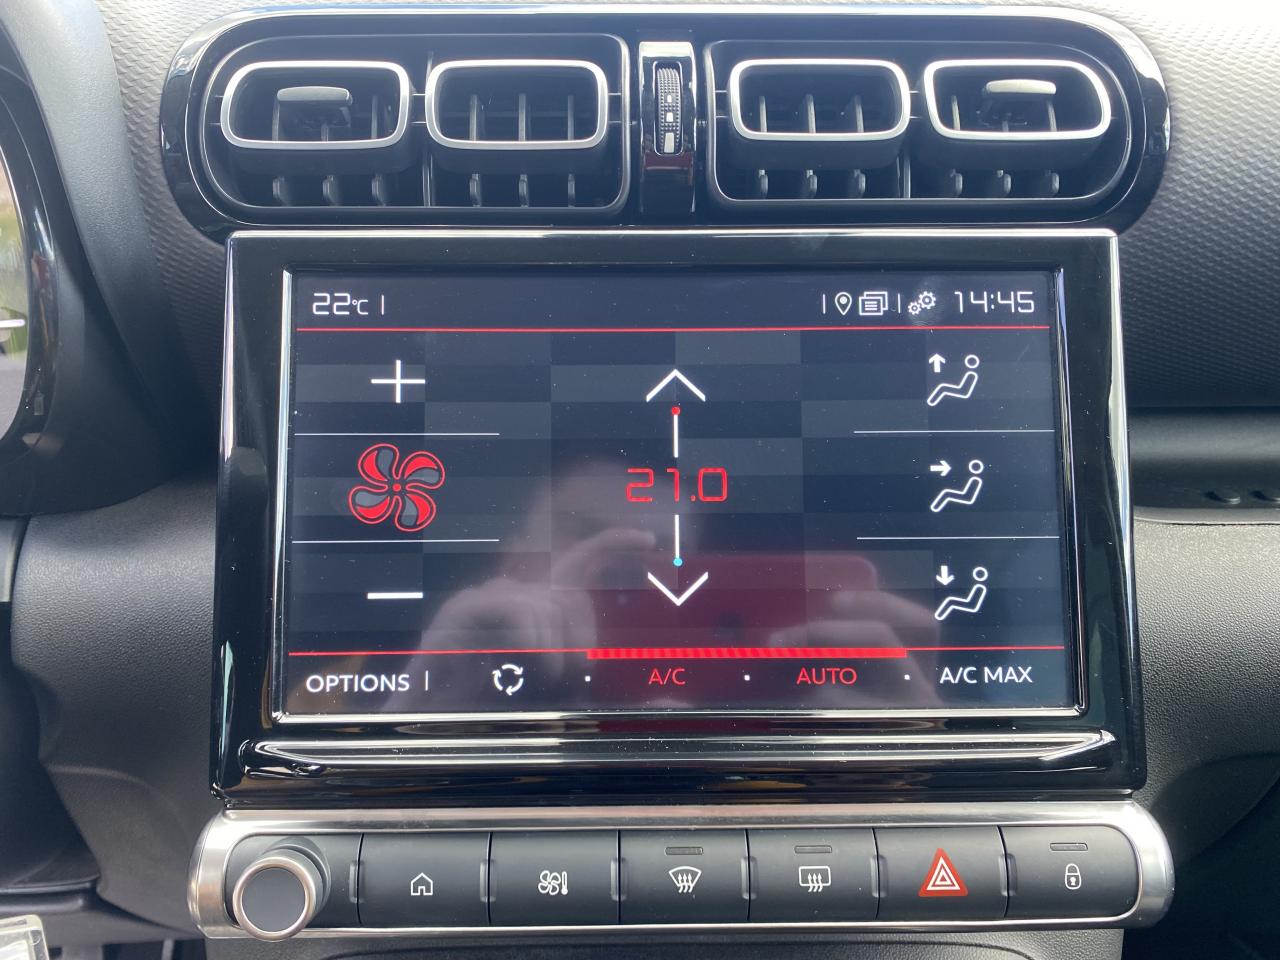 22°C
14:45
21.0
OPTIONS A/C AUTO A/C MAX